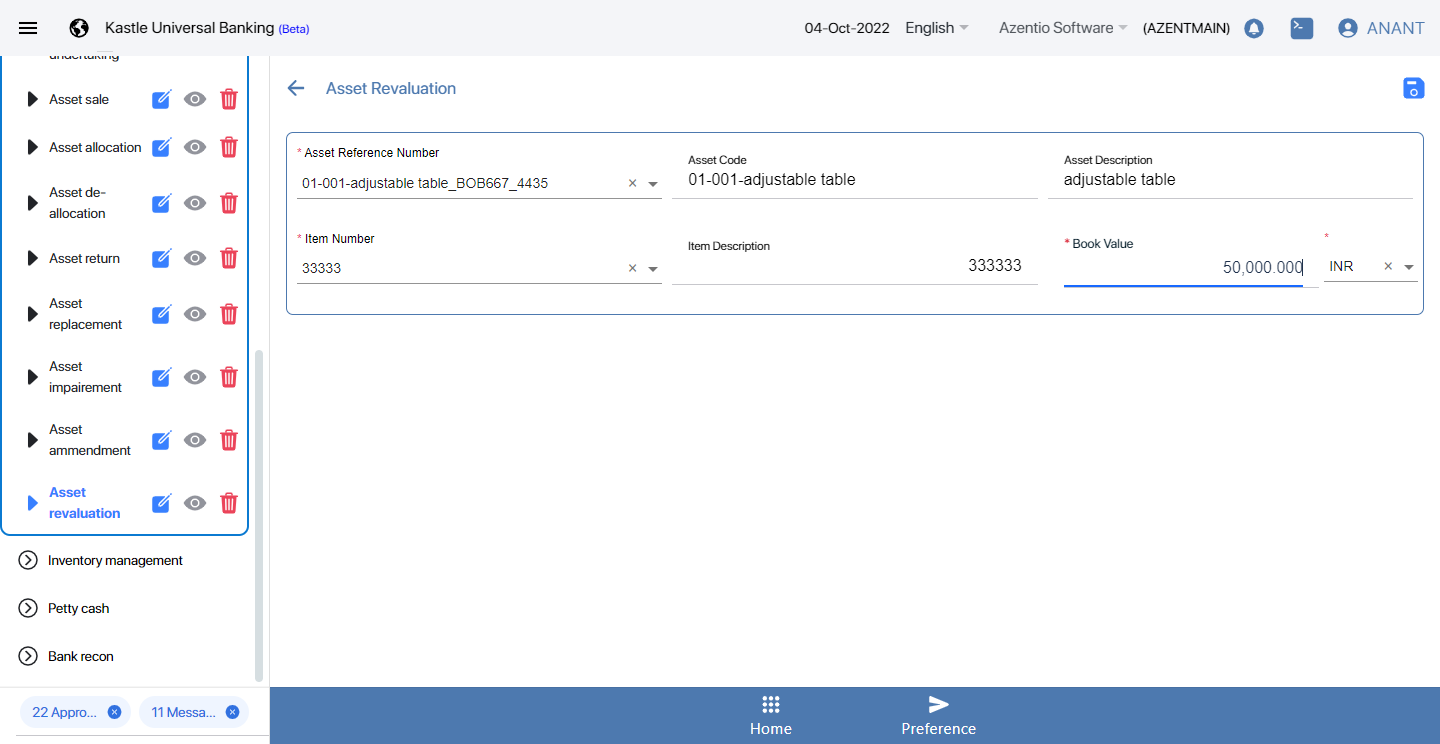 Kastle Universal Banking (Beta)
04-Oct-2022
English
Azentio Software
(AZENTMAIN)
ANANT
undertaking
Asset sale
Asset allocation
Asset de-
allocation
Asset return
Asset
replacement
Asset
impairement
Asset
ammendment
Asset
revaluation
Inventory management
Petty cash
Bank recon
22 Appro...
11 Messa...
Asset Revaluation
* Asset Reference Number
01-001-adjustable table_BOB667_4435
Asset Code
01-001-adjustable table
Asset Description
adjustable table
* Item Number
33333
Item Description
333333
* Book Value
50,000.000
*
INR
Home
Preference